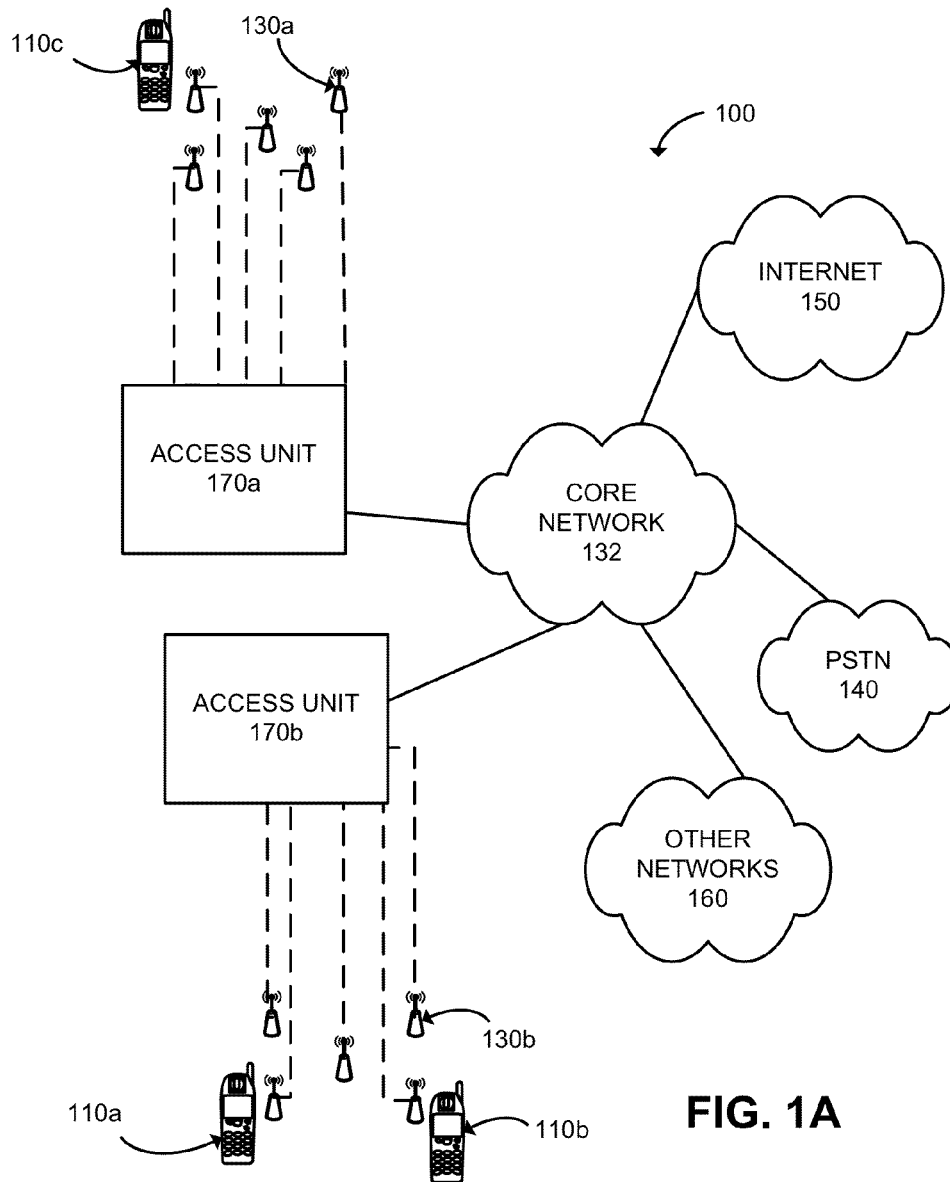 110c
130a
100
INTERNET
150
ACCESS UNIT
170a
CORE
NETWORK
132
PSTN
140
ACCESS UNIT
170b
OTHER
NETWORKS
160
130b
110a
110b
FIG. 1A